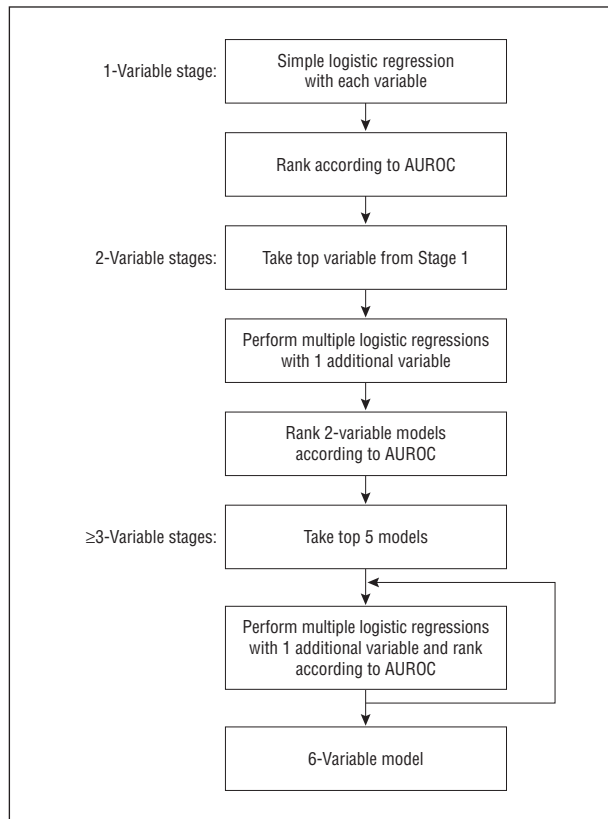 1-Variable stage:
Simple logistic regression
with each variable
Rank according to AUROC
2-Variable stages:
Take top variable from Stage 1
Perform multiple logistic regressions
with 1 additional variable
Rank 2-variable models
according to AUROC
≥3-Variable stages:
Take top 5 models
Perform multiple logistic regressions
with 1 additional variable and rank
according to AUROC
6-Variable model